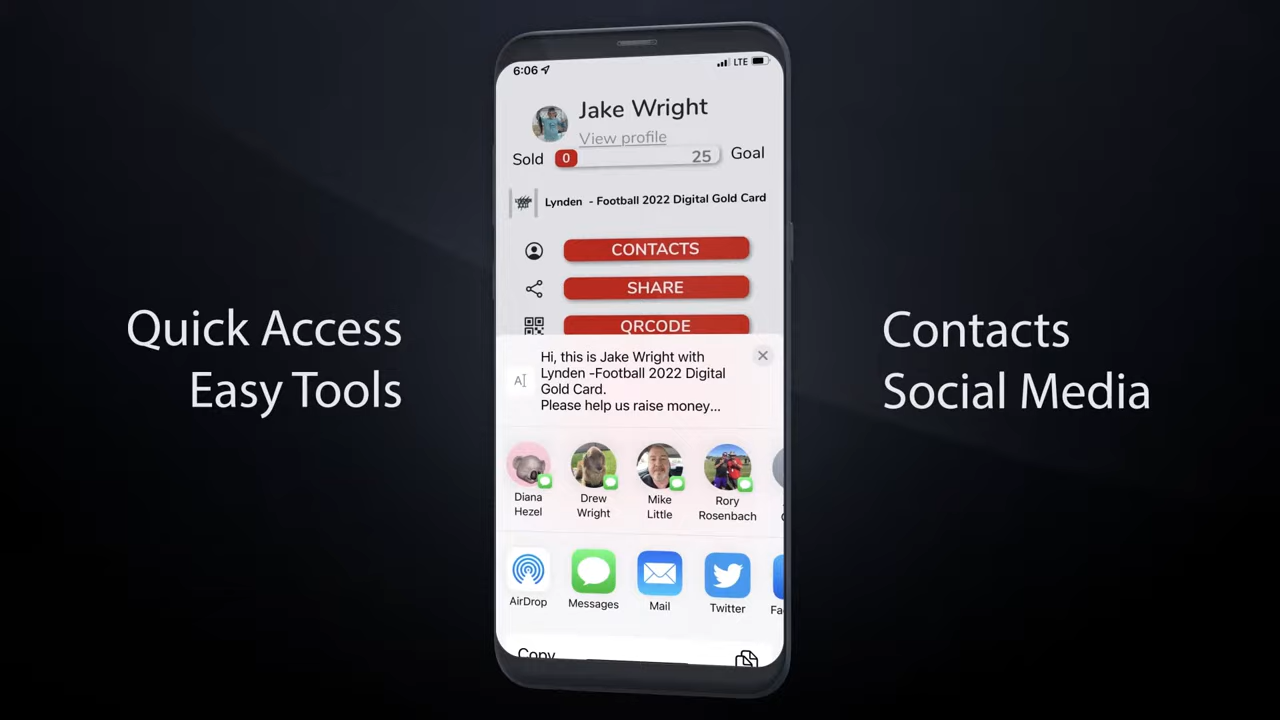 6:06
LTE
Jake Wright
View profile
Sold 0 25 Goal
Lynden - Football 2022 Digital Gold Card
CONTACTS
SHARE
QRCODE
Quick Access
Easy Tools
Hi, this is Jake Wright with
Lynden -Football 2022 Digital
Gold Card.
Please help us raise money...
Contacts
Social Media
Diana
Hezel
Drew
Wright
Mike
Little
Rory
Rosenbach
AirDrop
Messages
Mail
Twitter
Copy